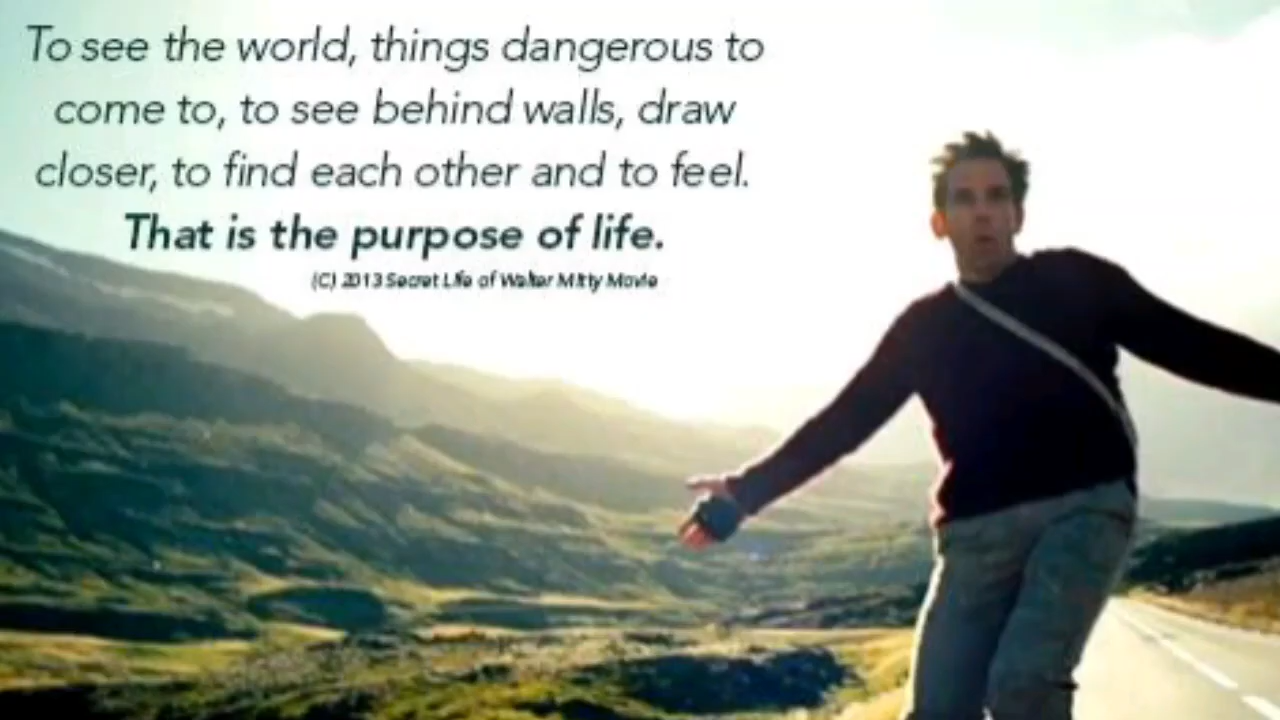 To see the world, things dangerous to
come to, to see behind walls, draw
closer, to find each other and to feel.
That is the purpose of life.
(C) 2013 Secret Life of Walter Mitty Movie